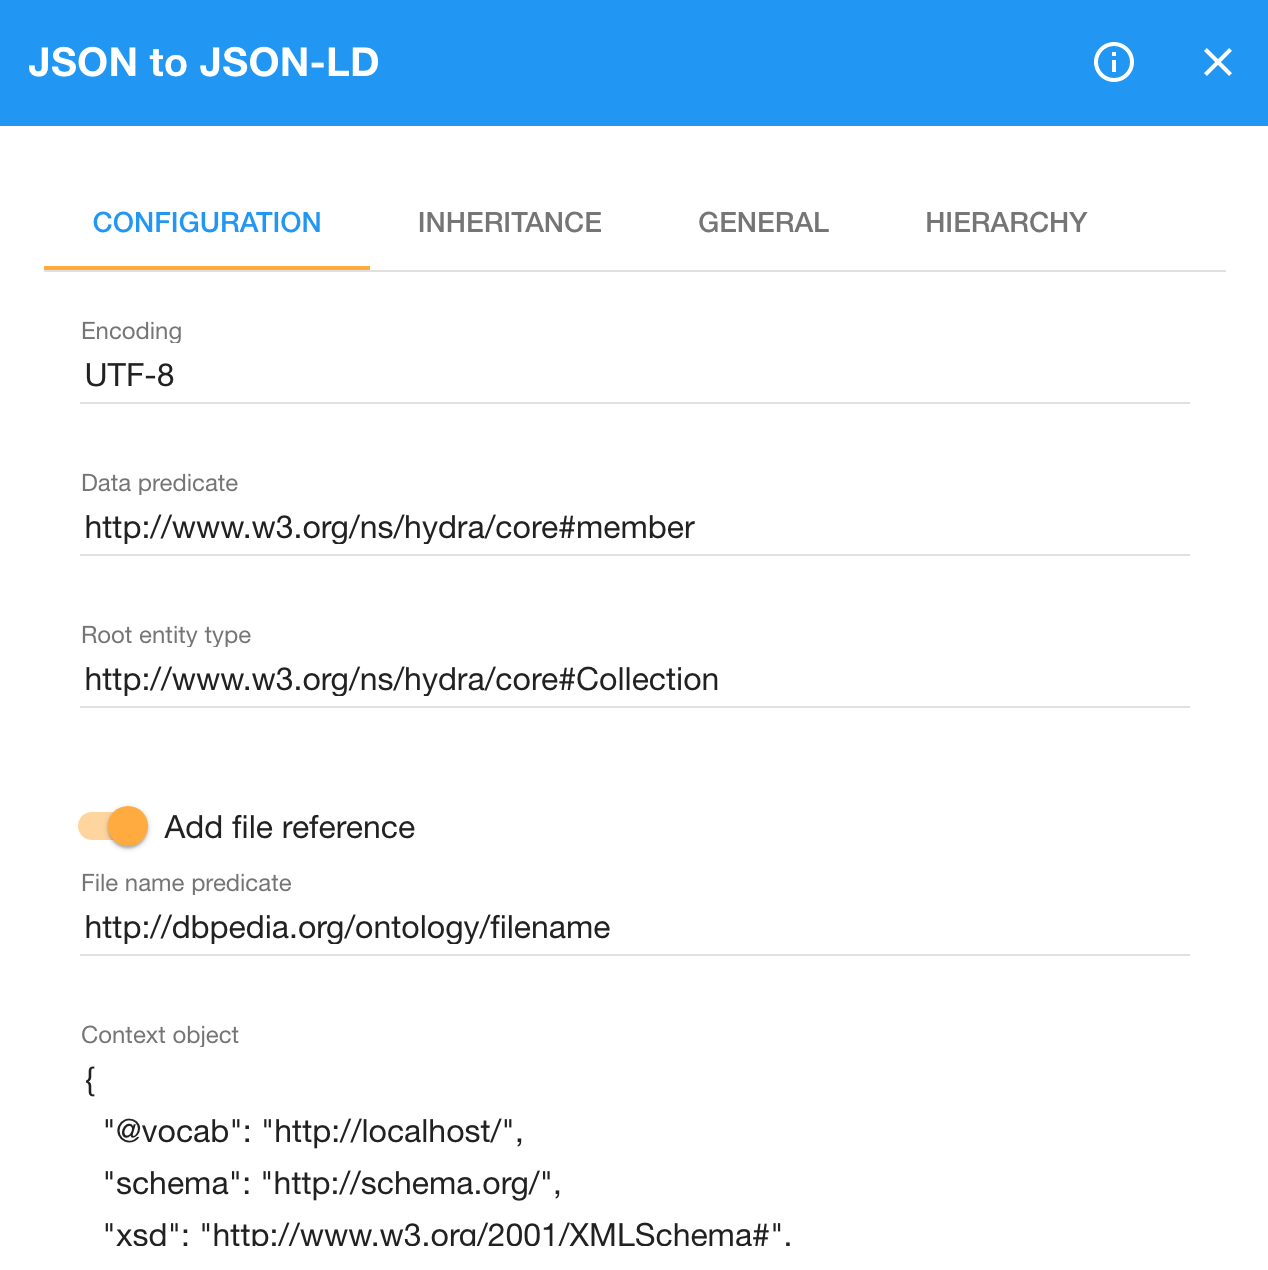 JSON to JSON-LD
CONFIGURATION INHERITANCE GENERAL HIERARCHY
Encoding
UTF-8
Data predicate
http://www.w3.org/ns/hydra/core#member
Root entity type
http://www.w3.org/ns/hydra/core#Collection
Add file reference
File name predicate
http://dbpedia.org/ontology/filename
Context object
{
"@vocab": "http://localhost/",
"schema": "http://schema.org/",
"xsd": "http://www.w3.org/2001/XMLSchema#",